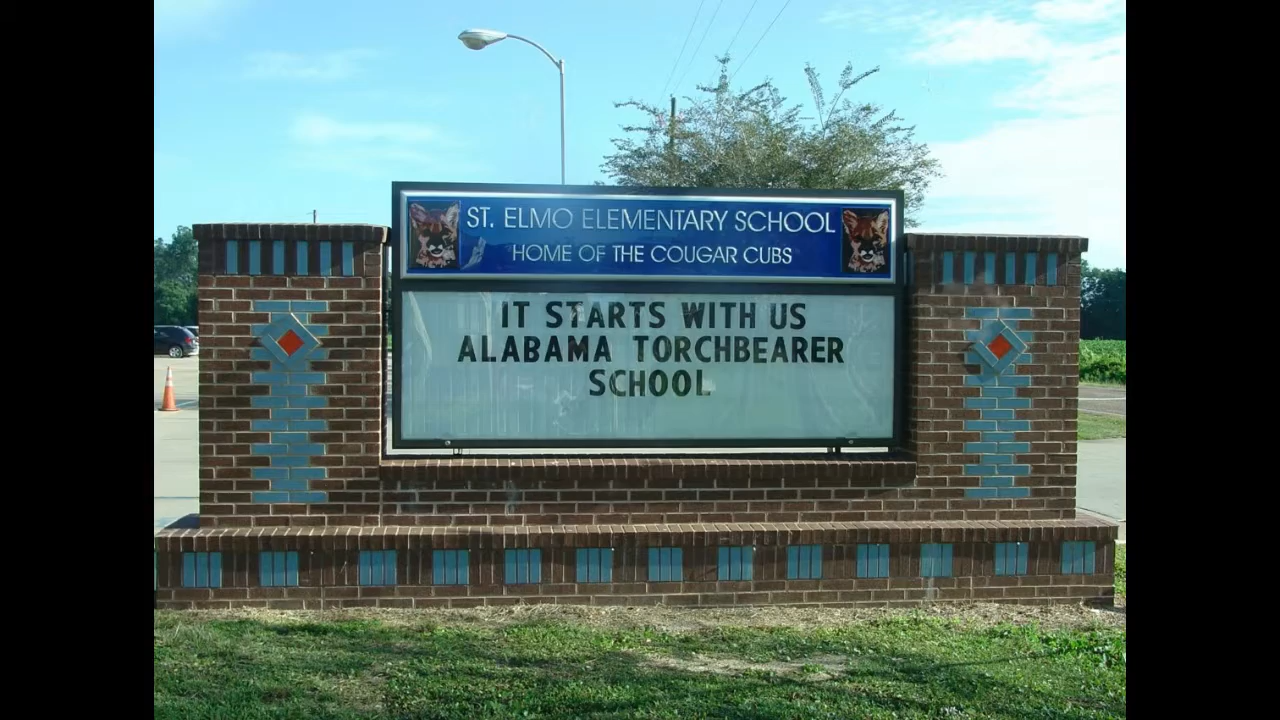 ST. ELMO ELEMENTARY SCHOOL
HOME OF THE COUGAR CUBS
IT STARTS WITH US
ALABAMA TORCHBEARER
SCHOOL